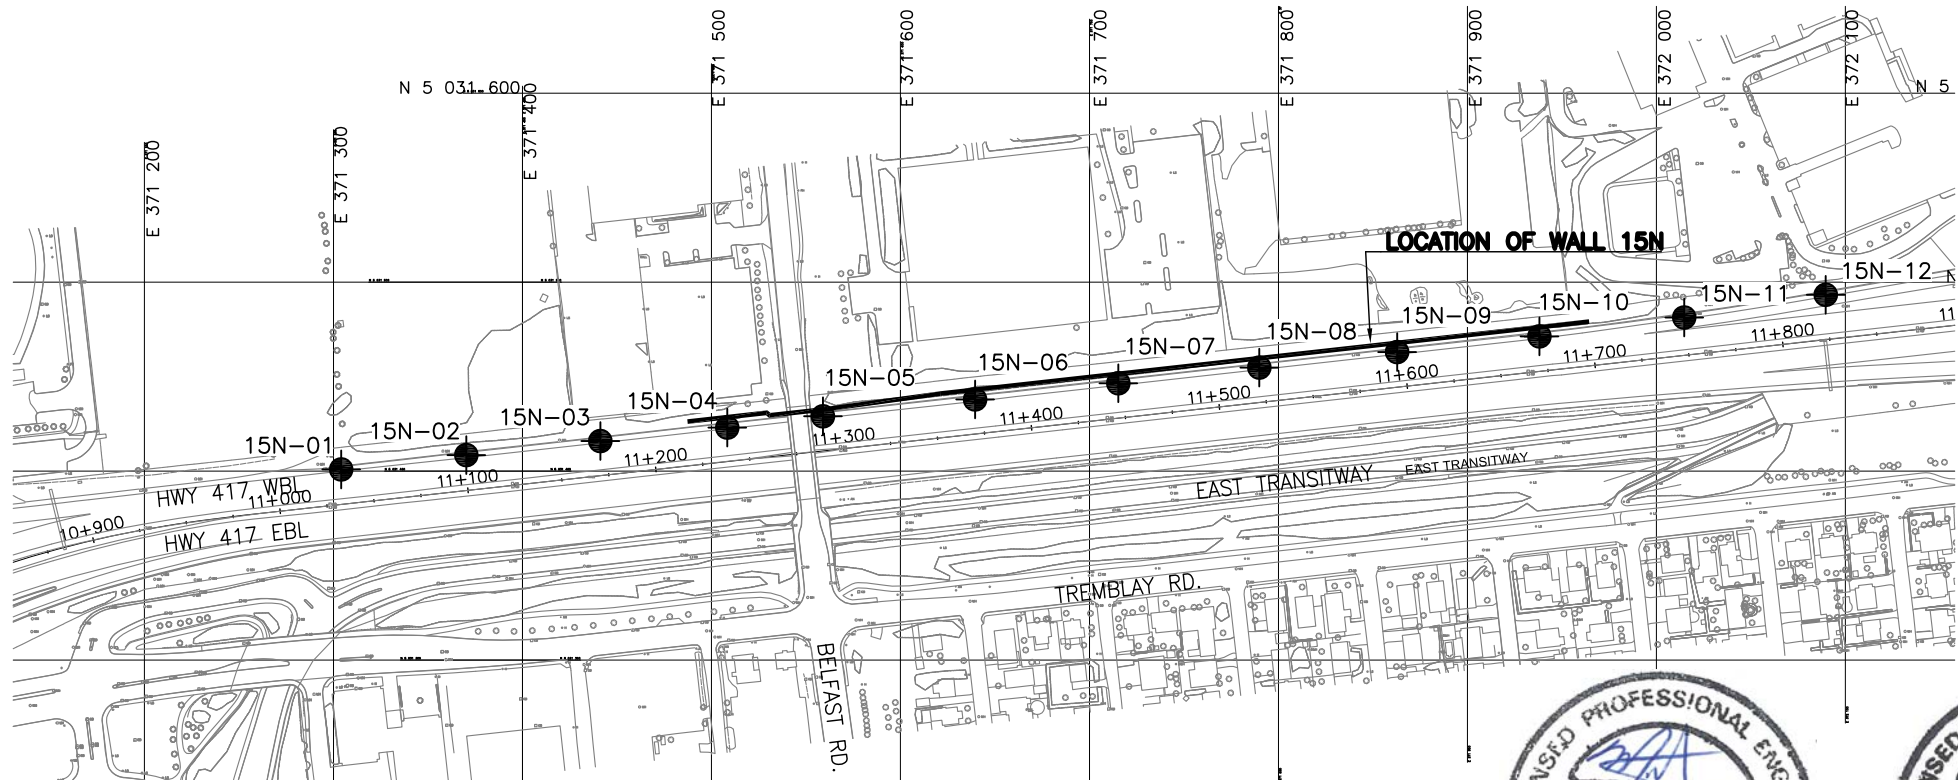 E 371 200
E 371 300
E 371 400
E 371 500
E 371 600
E 371 700
E 371 800
E 371 900
E 372 000
E 372 100
N 5 031 600
N 5
N
LOCATION OF WALL 15N
15N-01
15N-02
15N-03
15N-04
15N-05
15N-06
15N-07
15N-08
15N-09
15N-10
15N-11
15N-12
10+900
11+000
11+100
11+200
11+300
11+400
11+500
11+600
11+700
11+800
11
HWY 417 WBL
HWY 417 EBL
EAST TRANSITWAY
EAST TRANSITWAY
TREMBLAY RD.
BELFAST RD.
NSED PROFESSIONAL ENG
NSED